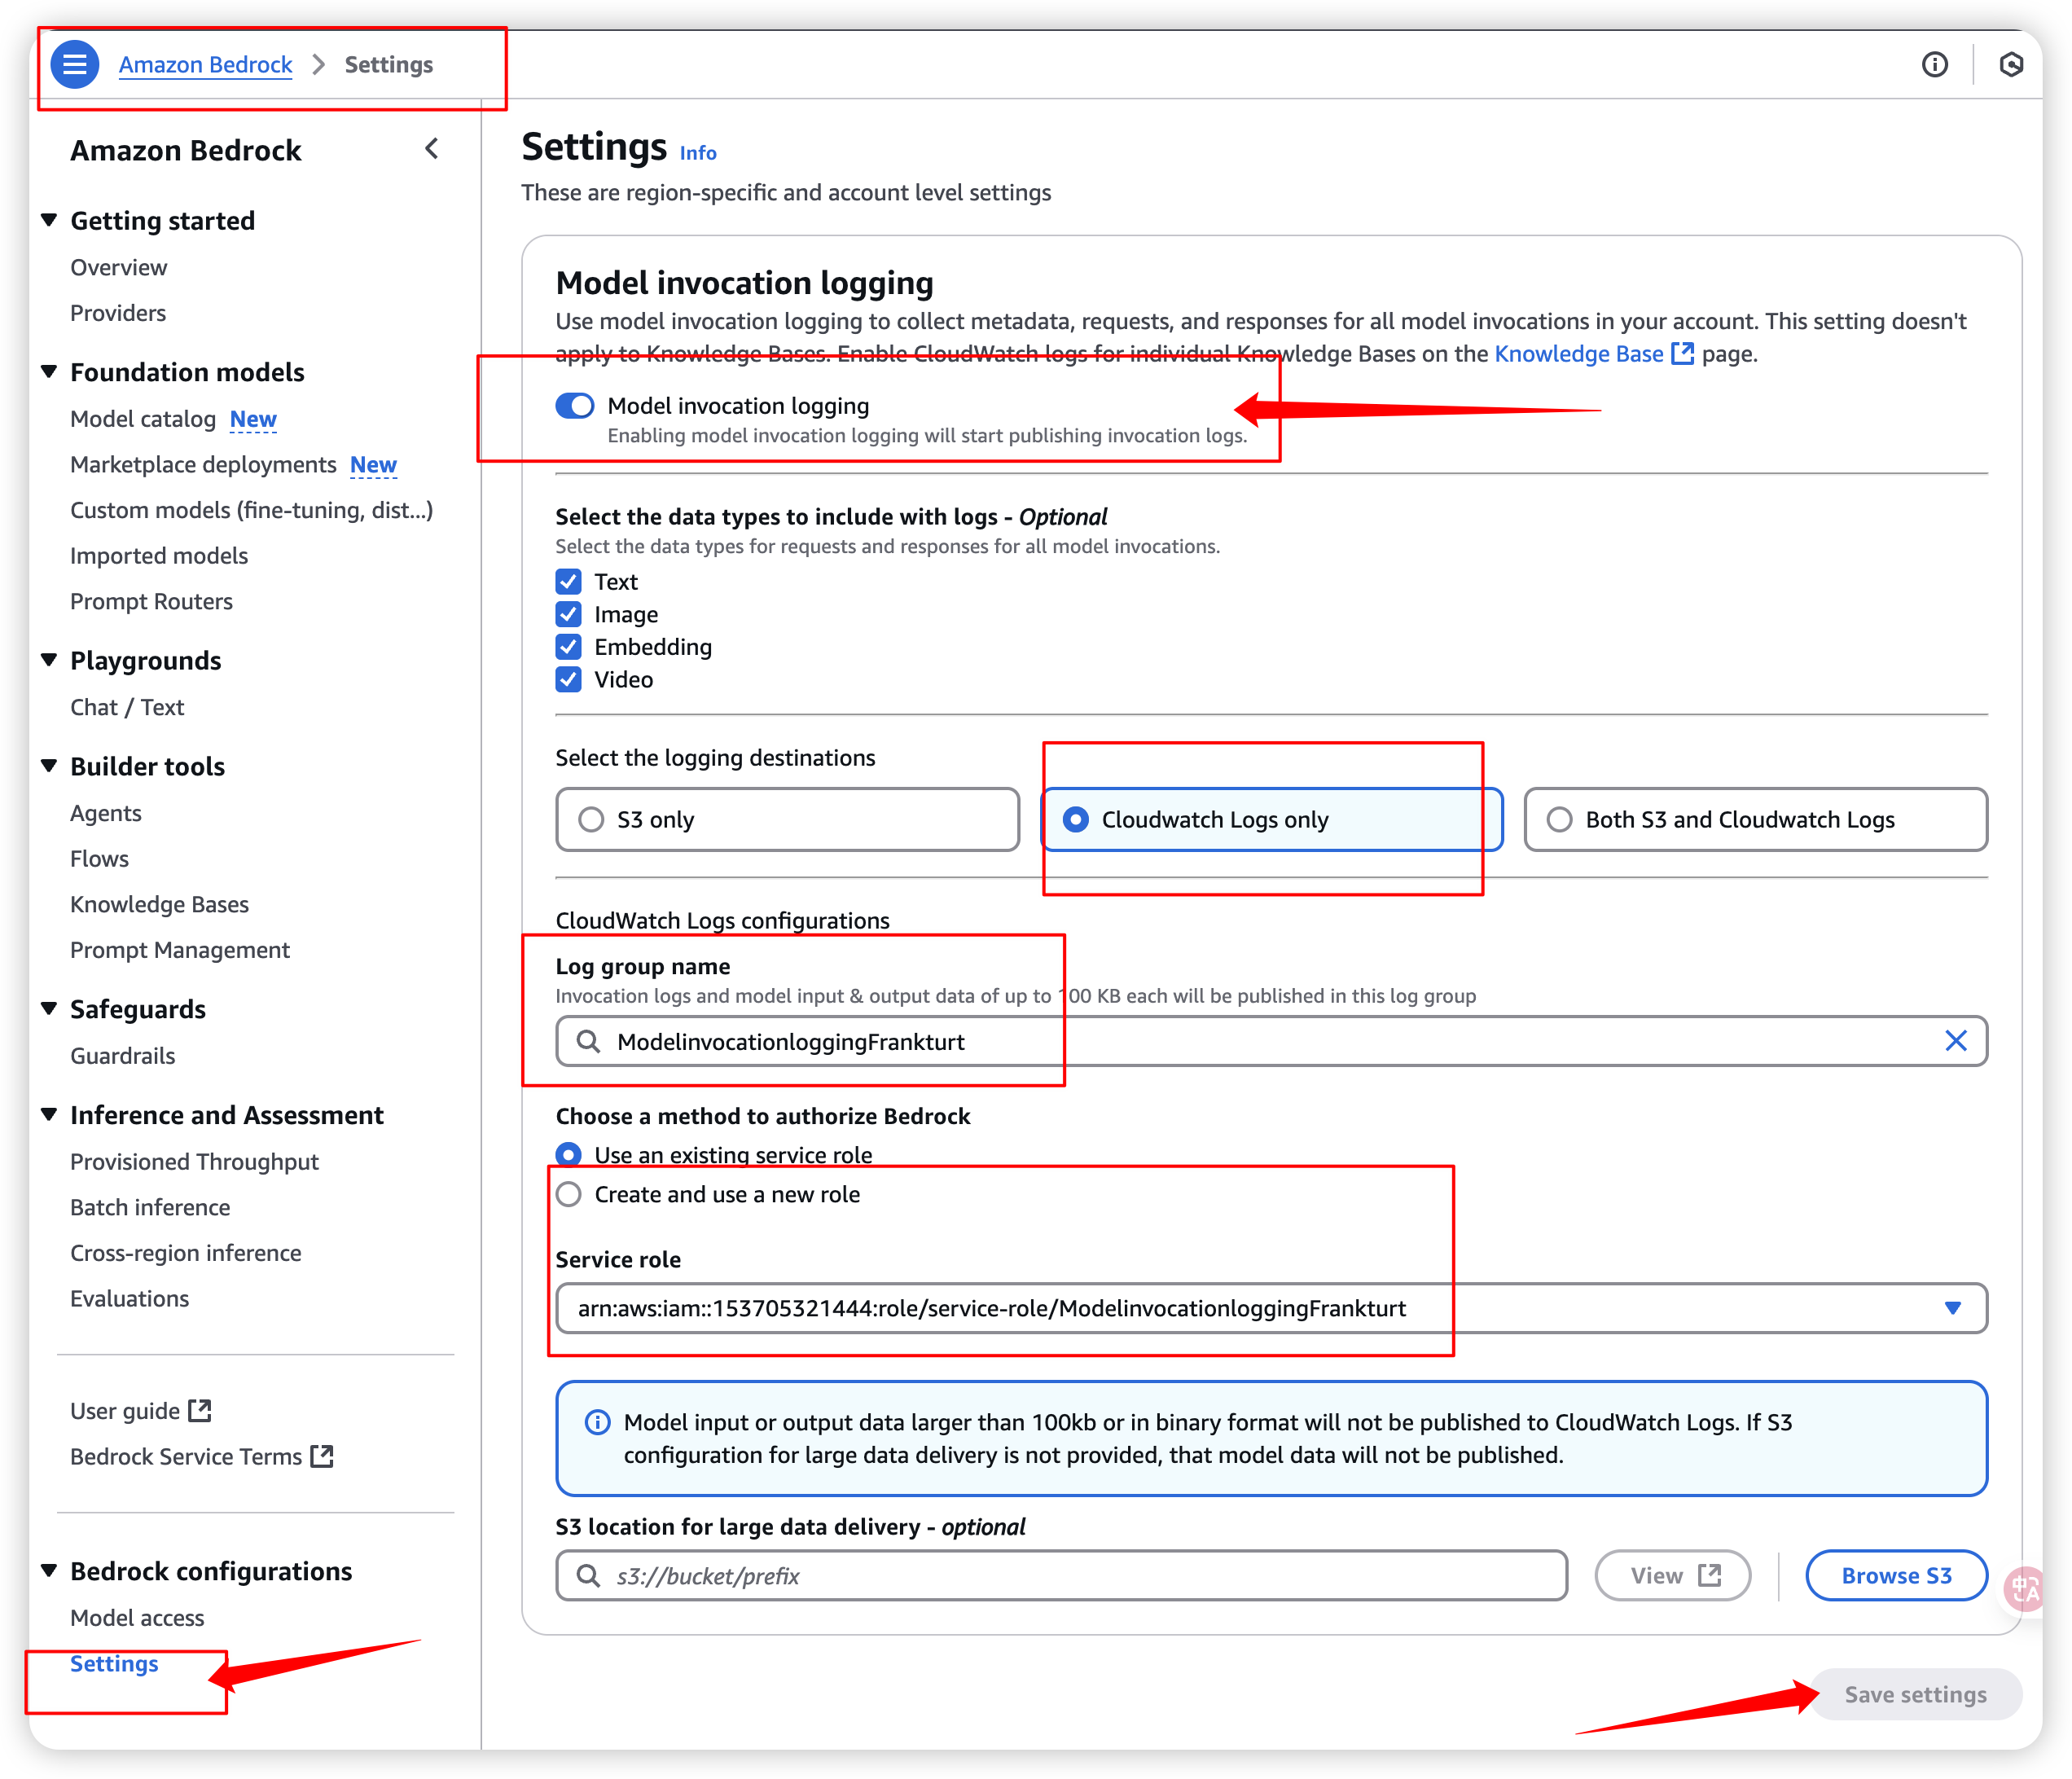 Amazon Bedrock > Settings
Amazon Bedrock
Getting started
Overview
Providers
Foundation models
Model catalog New
Marketplace deployments New
Custom models (fine-tuning, dist...)
Imported models
Prompt Routers
Playgrounds
Chat / Text
Builder tools
Agents
Flows
Knowledge Bases
Prompt Management
Safeguards
Guardrails
Inference and Assessment
Provisioned Throughput
Batch inference
Cross-region inference
Evaluations
User guide
Bedrock Service Terms
Bedrock configurations
Model access
Settings
Settings Info
These are region-specific and account level settings
Model invocation logging
Use model invocation logging to collect metadata, requests, and responses for all model invocations in your account. This setting doesn't
apply to Knowledge Bases. Enable CloudWatch logs for individual Knowledge Bases on the Knowledge Base page.
Model invocation logging
Enabling model invocation logging will start publishing invocation logs.
Select the data types to include with logs - Optional
Select the data types for requests and responses for all model invocations.
Text
Image
Embedding
Video
Select the logging destinations
S3 only
Cloudwatch Logs only
Both S3 and Cloudwatch Logs
CloudWatch Logs configurations
Log group name
Invocation logs and model input & output data of up to 100 KB each will be published in this log group
ModelinvocationloggingFrankturt
Choose a method to authorize Bedrock
Use an existing service role
Create and use a new role
Service role
arn:aws:iam::153705321444:role/service-role/ModelinvocationloggingFrankturt
Model input or output data larger than 100kb or in binary format will not be published to CloudWatch Logs. If S3
configuration for large data delivery is not provided, that model data will not be published.
S3 location for large data delivery - optional
s3://bucket/prefix
View
Browse S3
中A
Save settings